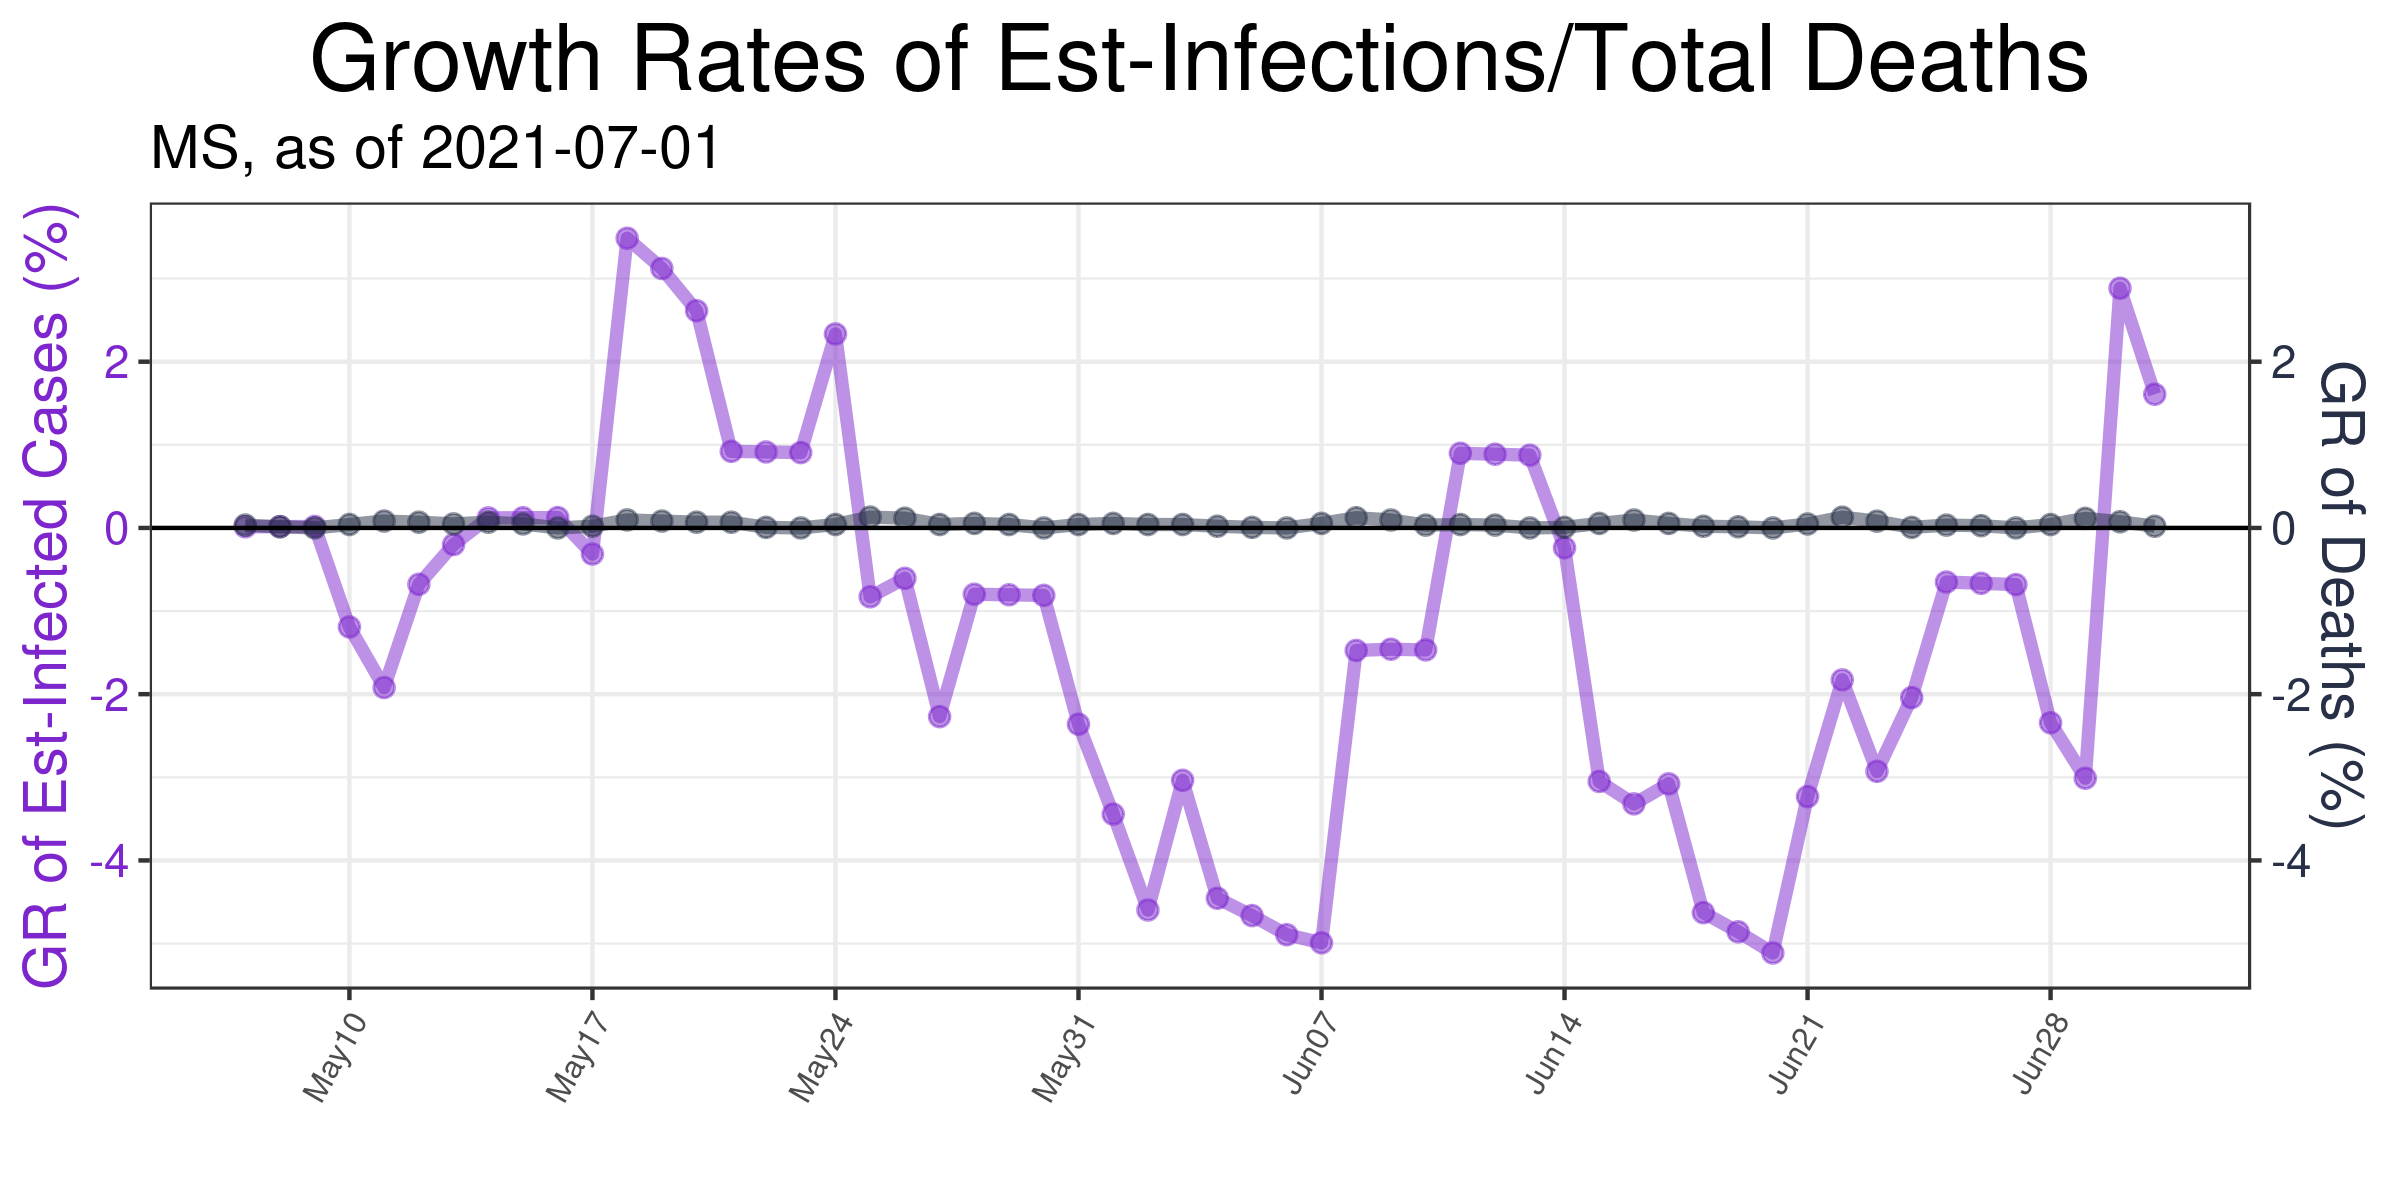 Growth Rates of Est-Infections/Total Deaths
MS, as of 2021-07-01
GR of Est-Infected Cases (%)
2
0
-2
-4
2
0
-2
-4
GR of Deaths (%)
May10
May17
May24
May31
Jun07
Jun14
Jun21
Jun28